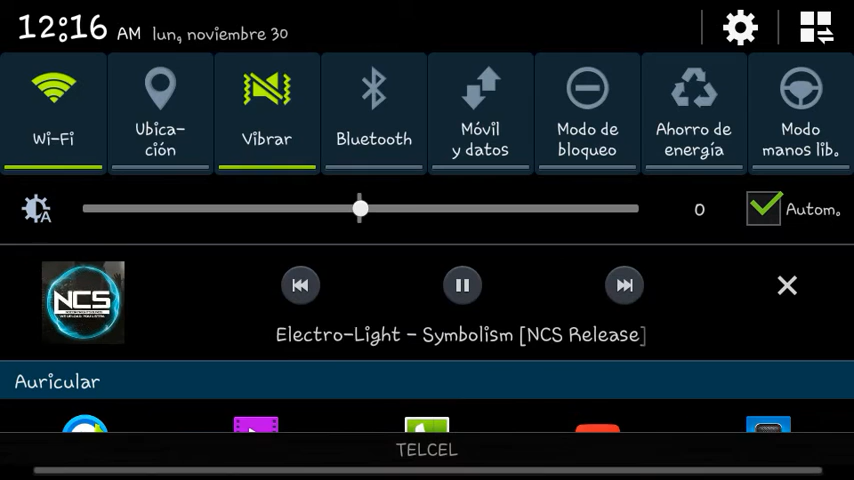 12:16 AM lun, noviembre 30
Wi-Fi
Ubica-
ción
Vibrar
Bluetooth
Móvil
y datos
Modo de
bloqueo
Ahorro de
energía
Modo
manos lib.
A
0
Autom.
NCS
Electro-Light - Symbolism [NCS Release]
Auricular
TELCEL